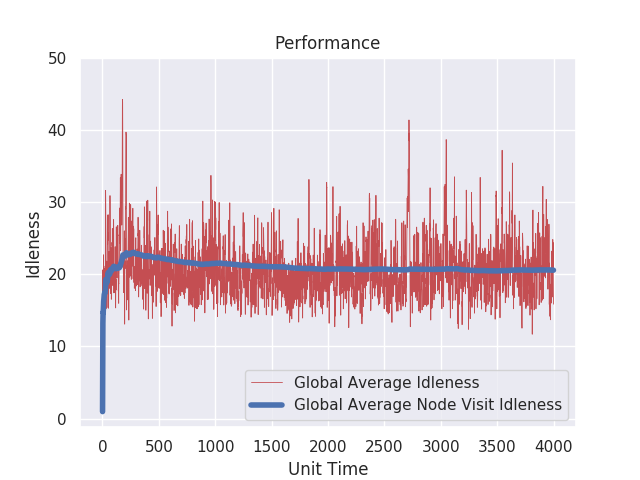 Performance
50
40
30
20
10
0
Idleness
Global Average Idleness
Global Average Node Visit Idleness
0 500 1000 1500 2000 2500 3000 3500 4000
Unit Time